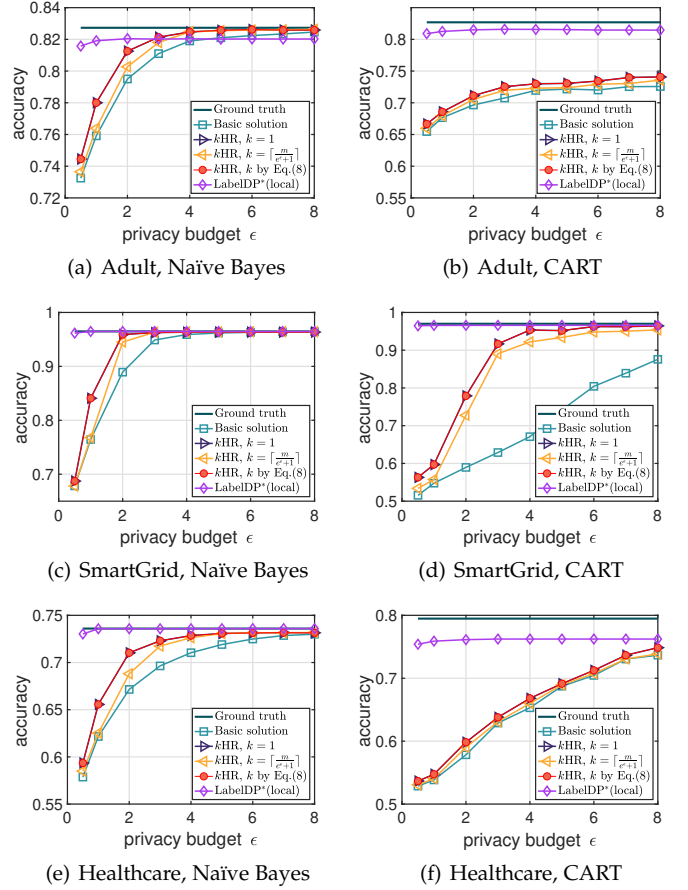 0.84
0.82
0.8
0.78
0.76
0.74
0.72
accuracy
0 2 4 6 8
privacy budget ϵ
Ground truth
Basic solution
kHR, k = 1
kHR, k = ⌈m/(e^ϵ+1)⌉
kHR, k by Eq.(8)
LabelDP*(local)
(a) Adult, Naïve Bayes
0.85
0.8
0.75
0.7
0.65
0.6
0.55
accuracy
0 2 4 6 8
privacy budget ϵ
Ground truth
Basic solution
kHR, k = 1
kHR, k = ⌈m/(e^ϵ+1)⌉
kHR, k by Eq.(8)
LabelDP*(local)
(b) Adult, CART
1
0.9
0.8
0.7
accuracy
0 2 4 6 8
privacy budget ϵ
Ground truth
Basic solution
kHR, k = 1
kHR, k = ⌈m/(e^ϵ+1)⌉
kHR, k by Eq.(8)
LabelDP*(local)
(c) SmartGrid, Naïve Bayes
1
0.9
0.8
0.7
0.6
0.5
accuracy
0 2 4 6 8
privacy budget ϵ
Ground truth
Basic solution
kHR, k = 1
kHR, k = ⌈m/(e^ϵ+1)⌉
kHR, k by Eq.(8)
LabelDP*(local)
(d) SmartGrid, CART
0.75
0.7
0.65
0.6
0.55
accuracy
0 2 4 6 8
privacy budget ϵ
Ground truth
Basic solution
kHR, k = 1
kHR, k = ⌈m/(e^ϵ+1)⌉
kHR, k by Eq.(8)
LabelDP*(local)
(e) Healthcare, Naïve Bayes
0.8
0.7
0.6
0.5
accuracy
0 2 4 6 8
privacy budget ϵ
Ground truth
Basic solution
kHR, k = 1
kHR, k = ⌈m/(e^ϵ+1)⌉
kHR, k by Eq.(8)
LabelDP*(local)
(f) Healthcare, CART